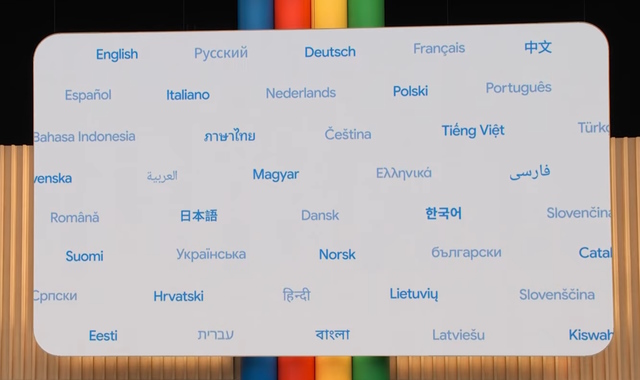 English Русский Deutsch Français 中文
Español Italiano Nederlands Polski Português
Bahasa Indonesia ภาษาไทย Čeština Tiếng Việt Türkç
venska العربية Magyar Ελληνικά فارسی
Română 日本語 Dansk 한국어 Slovenčina
Suomi Українська Norsk български Catal
Српски Hrvatski हिन्दी Lietuvių Slovenščina
Eesti עברית বাংলা Latviešu Kiswah